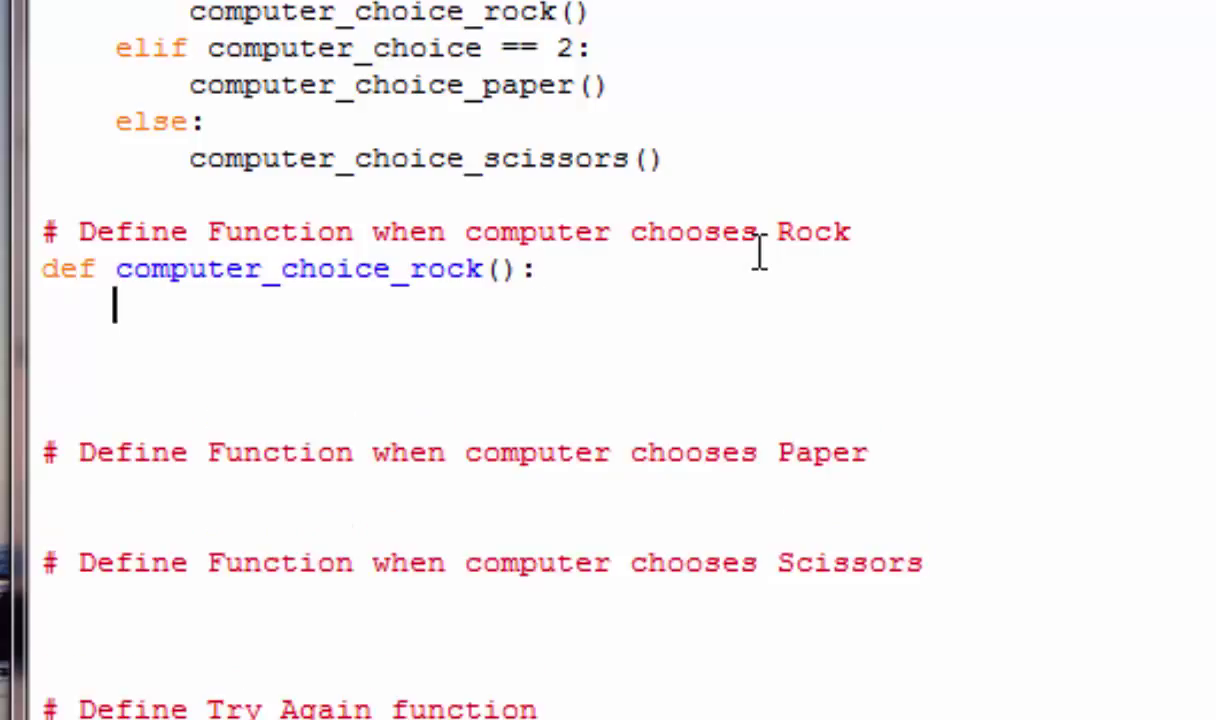 computer_choice_rock()
elif computer_choice == 2:
computer_choice_paper()
else:
computer_choice_scissors()
# Define Function when computer chooses Rock
def computer_choice_rock():
# Define Function when computer chooses Paper
# Define Function when computer chooses Scissors
# Define Try Again function